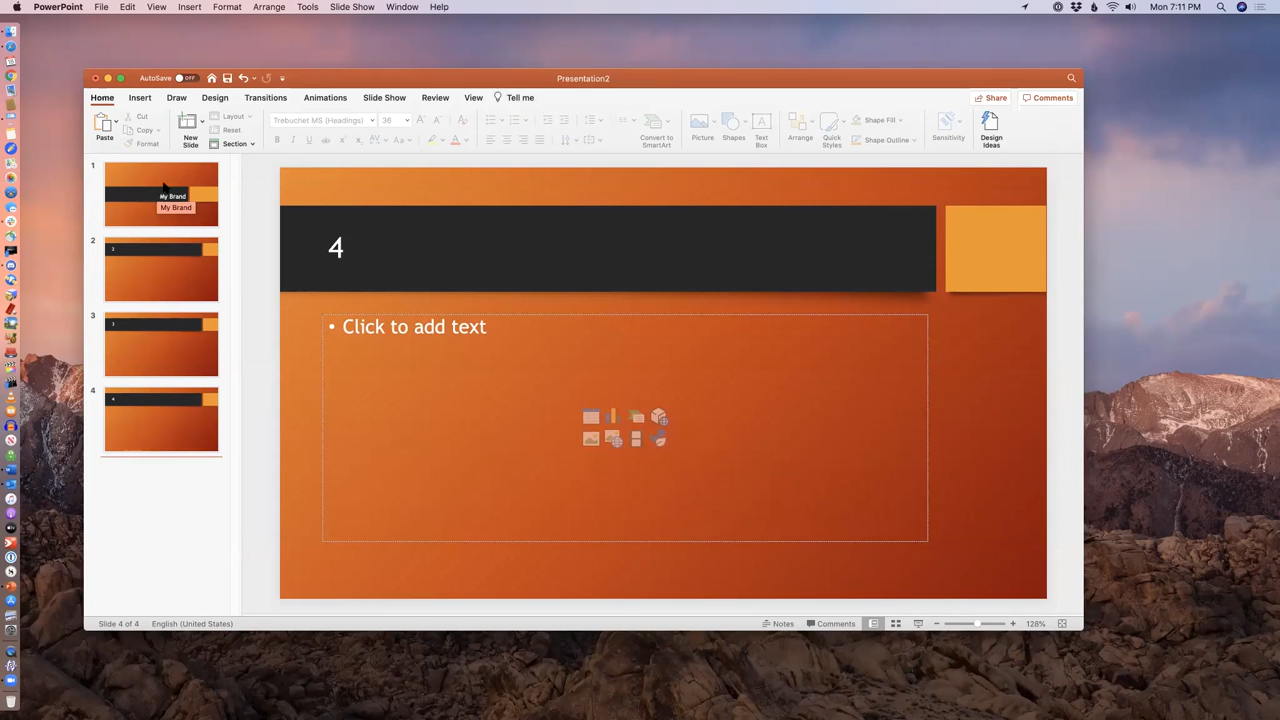 PowerPoint File Edit View Insert Format Arrange Tools Slide Show Window Help Mon 7:11 PM
AutoSave OFF Presentation2
Home Insert Draw Design Transitions Animations Slide Show Review View Tell me Share Comments
Paste Cut Copy Format New Slide Layout Reset Section Trebuchet MS (Headings) 36 Convert to SmartArt Picture Shapes Text Box Arrange Quick Styles Shape Fill Shape Outline Sensitivity Design Ideas
1
My Brand
My Brand
2
2
3
3
4
4
4
• Click to add text
Slide 4 of 4 English (United States) Notes Comments 128%